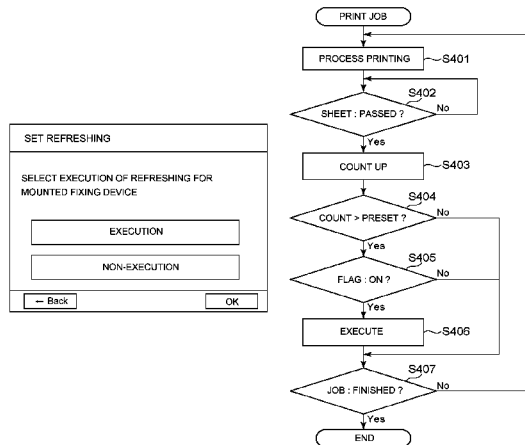 SET REFRESHING
SELECT EXECUTION OF REFRESHING FOR
MOUNTED FIXING DEVICE
EXECUTION
NON-EXECUTION
← Back
OK
PRINT JOB
PROCESS PRINTING
S401
S402
SHEET : PASSED ?
No
Yes
COUNT UP
S403
S404
COUNT > PRESET ?
No
Yes
S405
FLAG : ON ?
No
Yes
EXECUTE
S406
S407
JOB : FINISHED ?
No
Yes
END